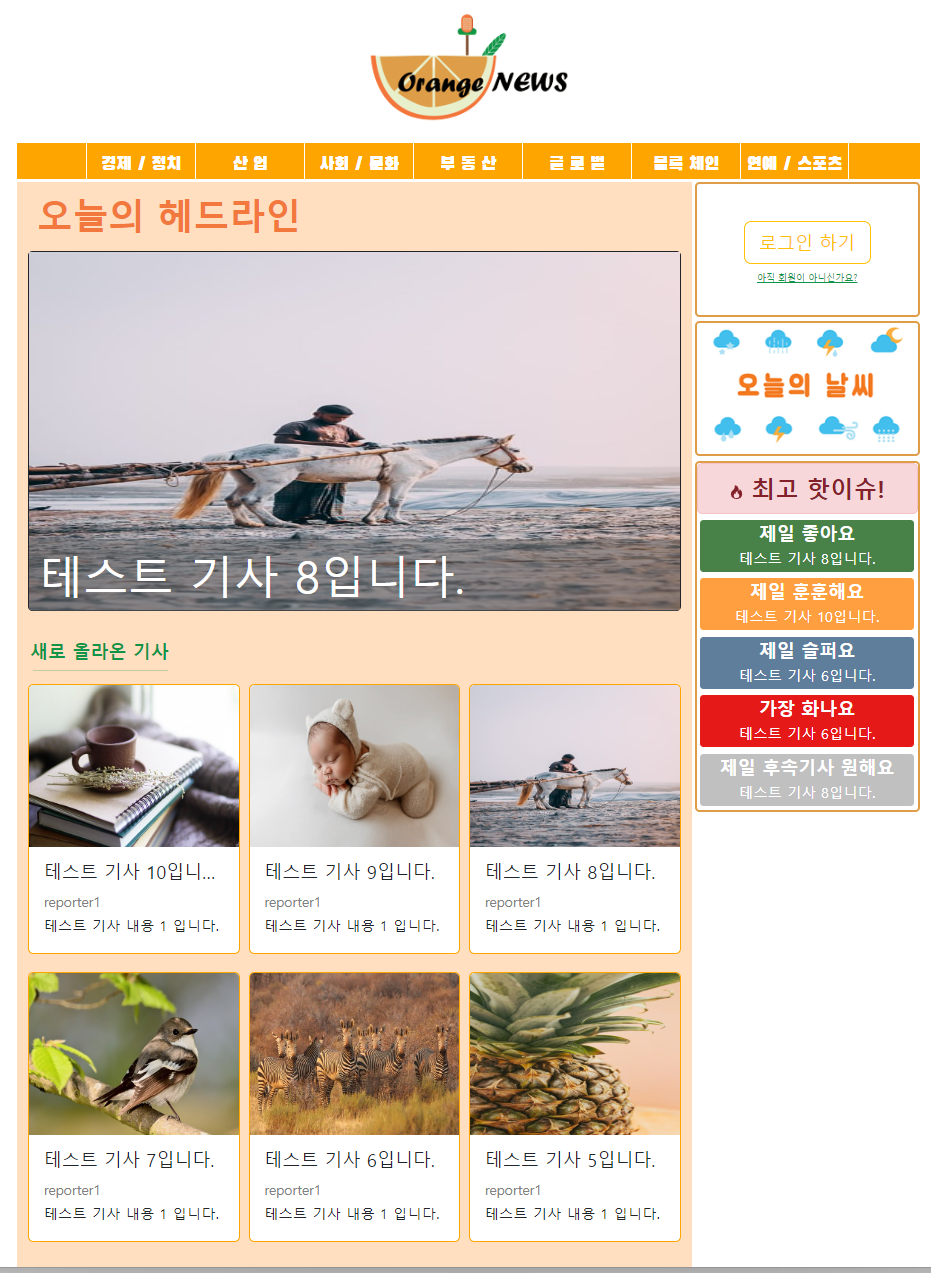 Orange NEWS
경제 / 정치
산 업
사회 / 문화
부 동 산
글 로 벌
블록 체인
연예 / 스포츠
오늘의 헤드라인
테스트 기사 8입니다.
새로 올라온 기사
테스트 기사 10입니...
reporter1
테스트 기사 내용 1 입니다.
테스트 기사 9입니다.
reporter1
테스트 기사 내용 1 입니다.
테스트 기사 8입니다.
reporter1
테스트 기사 내용 1 입니다.
테스트 기사 7입니다.
reporter1
테스트 기사 내용 1 입니다.
테스트 기사 6입니다.
reporter1
테스트 기사 내용 1 입니다.
테스트 기사 5입니다.
reporter1
테스트 기사 내용 1 입니다.
로그인 하기
아직 회원이 아니신가요?
오늘의 날씨
최고 핫이슈!
제일 좋아요
테스트 기사 8입니다.
제일 훈훈해요
테스트 기사 10입니다.
제일 슬퍼요
테스트 기사 6입니다.
가장 화나요
테스트 기사 6입니다.
제일 후속기사 원해요
테스트 기사 8입니다.